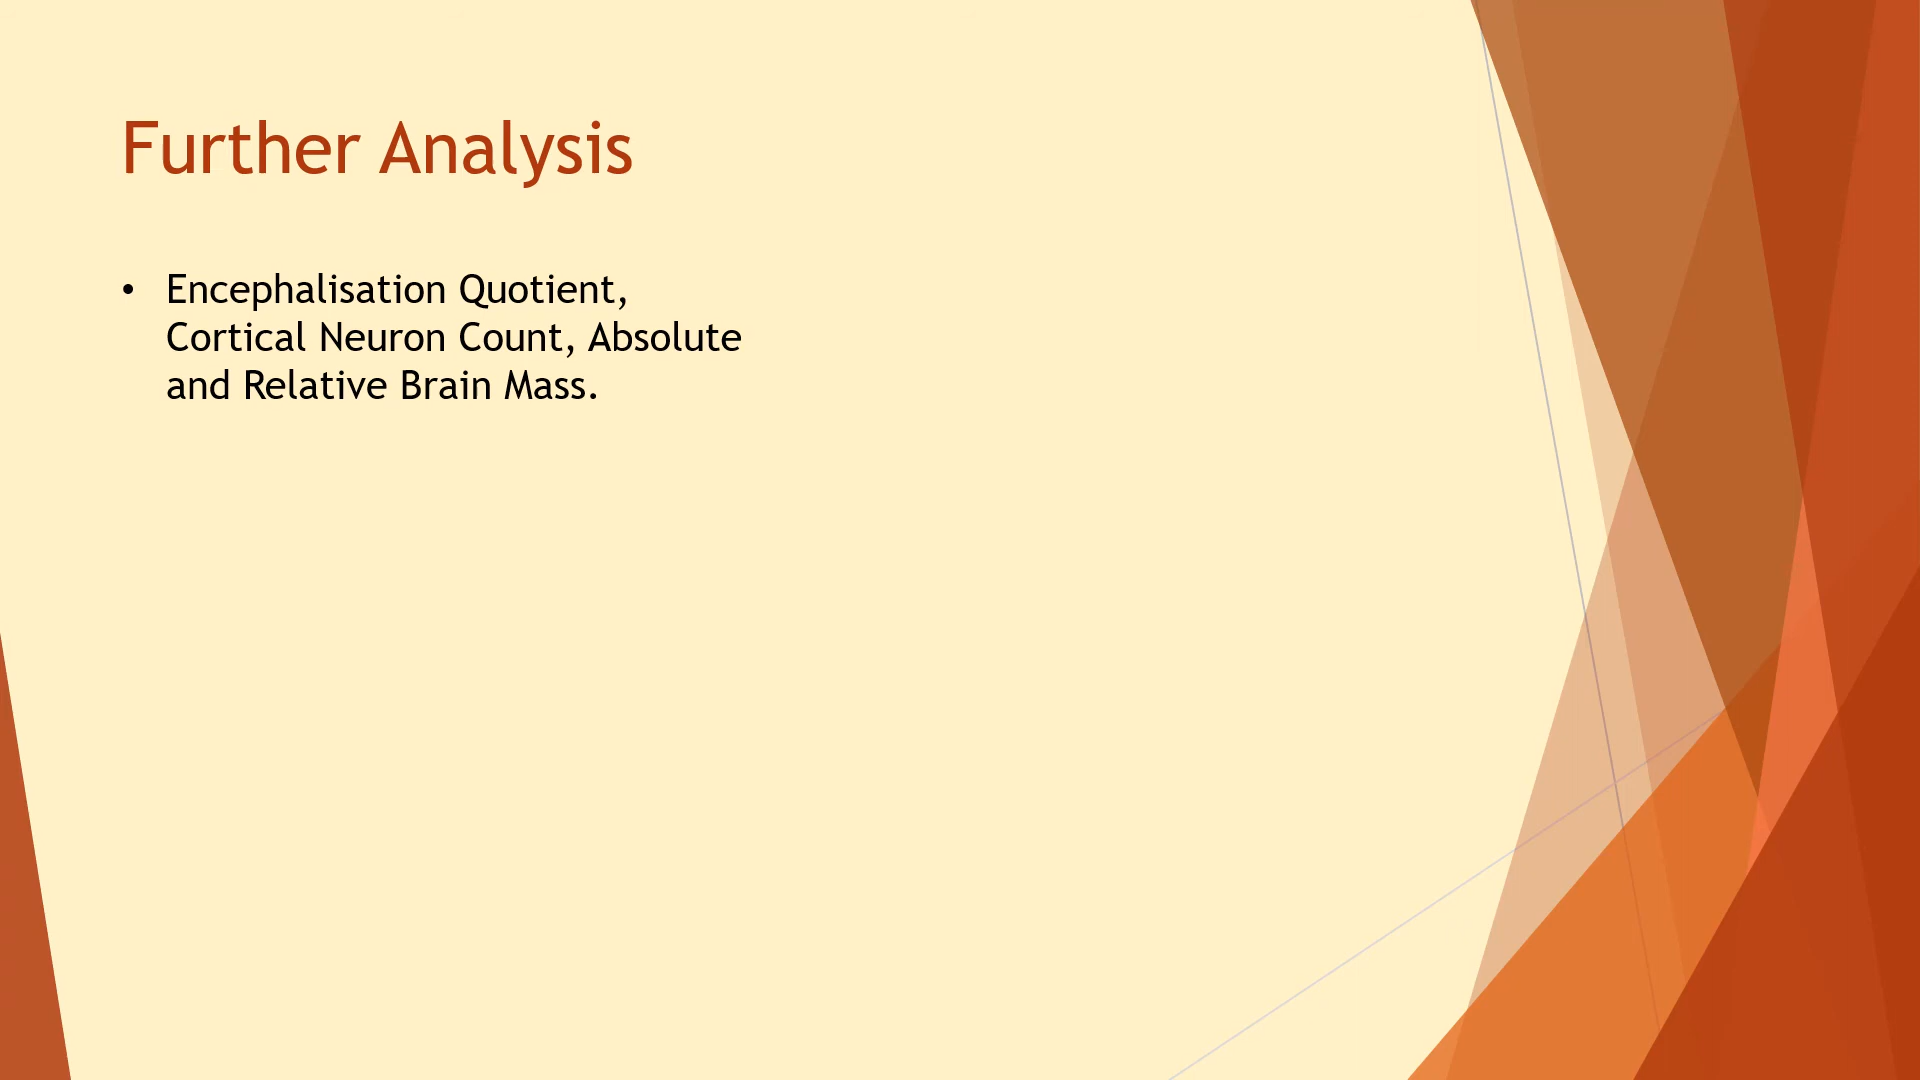 Further Analysis
• Encephalisation Quotient,
Cortical Neuron Count, Absolute
and Relative Brain Mass.